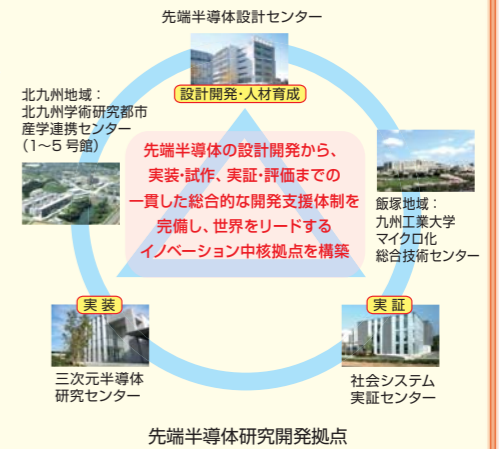 先端半導体設計センター
設計開発・人材育成
北九州地域：
北九州学術研究都市
産学連携センター
（1〜5 号館）
先端半導体の設計開発から、
実装・試作、実証・評価までの
一貫した総合的な開発支援体制を
完備し、世界をリードする
イノベーション中核拠点を構築
飯塚地域：
九州工業大学
マイクロ化
総合技術センター
実 装
三次元半導体
研究センター
実 証
社会システム
実証センター
先端半導体研究開発拠点